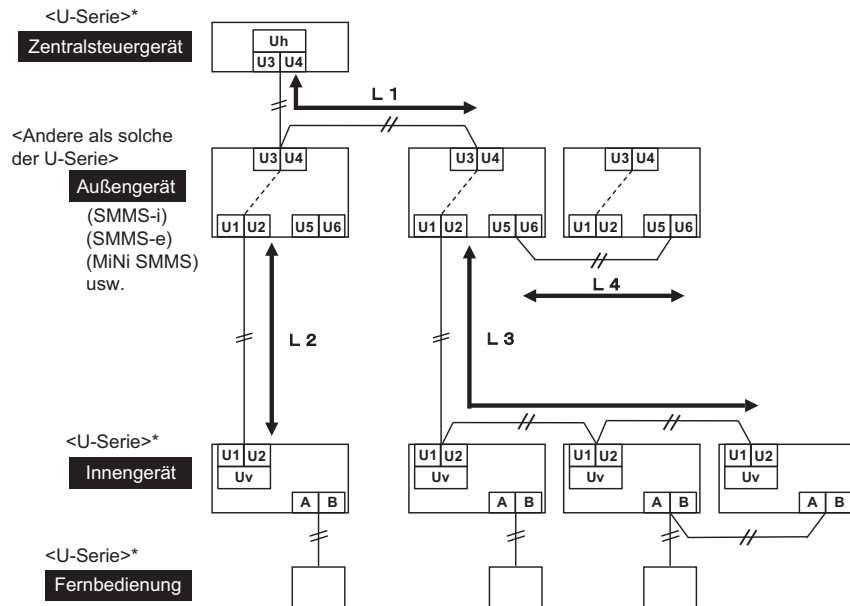 <U-Serie>*
Zentralsteuergerät
Uh
U3 U4
L 1
<Andere als solche
der U-Serie>
Außengerät
(SMMS-i)
(SMMS-e)
(MiNi SMMS)
usw.
U3 U4
U1 U2 U5 U6
U3 U4
U1 U2 U5 U6
U3 U4
U1 U2 U5 U6
L 4
L 2
L 3
<U-Serie>*
Innengerät
U1 U2
Uv
A B
U1 U2
Uv
A B
U1 U2
Uv
A B
U1 U2
Uv
A B
<U-Serie>*
Fernbedienung